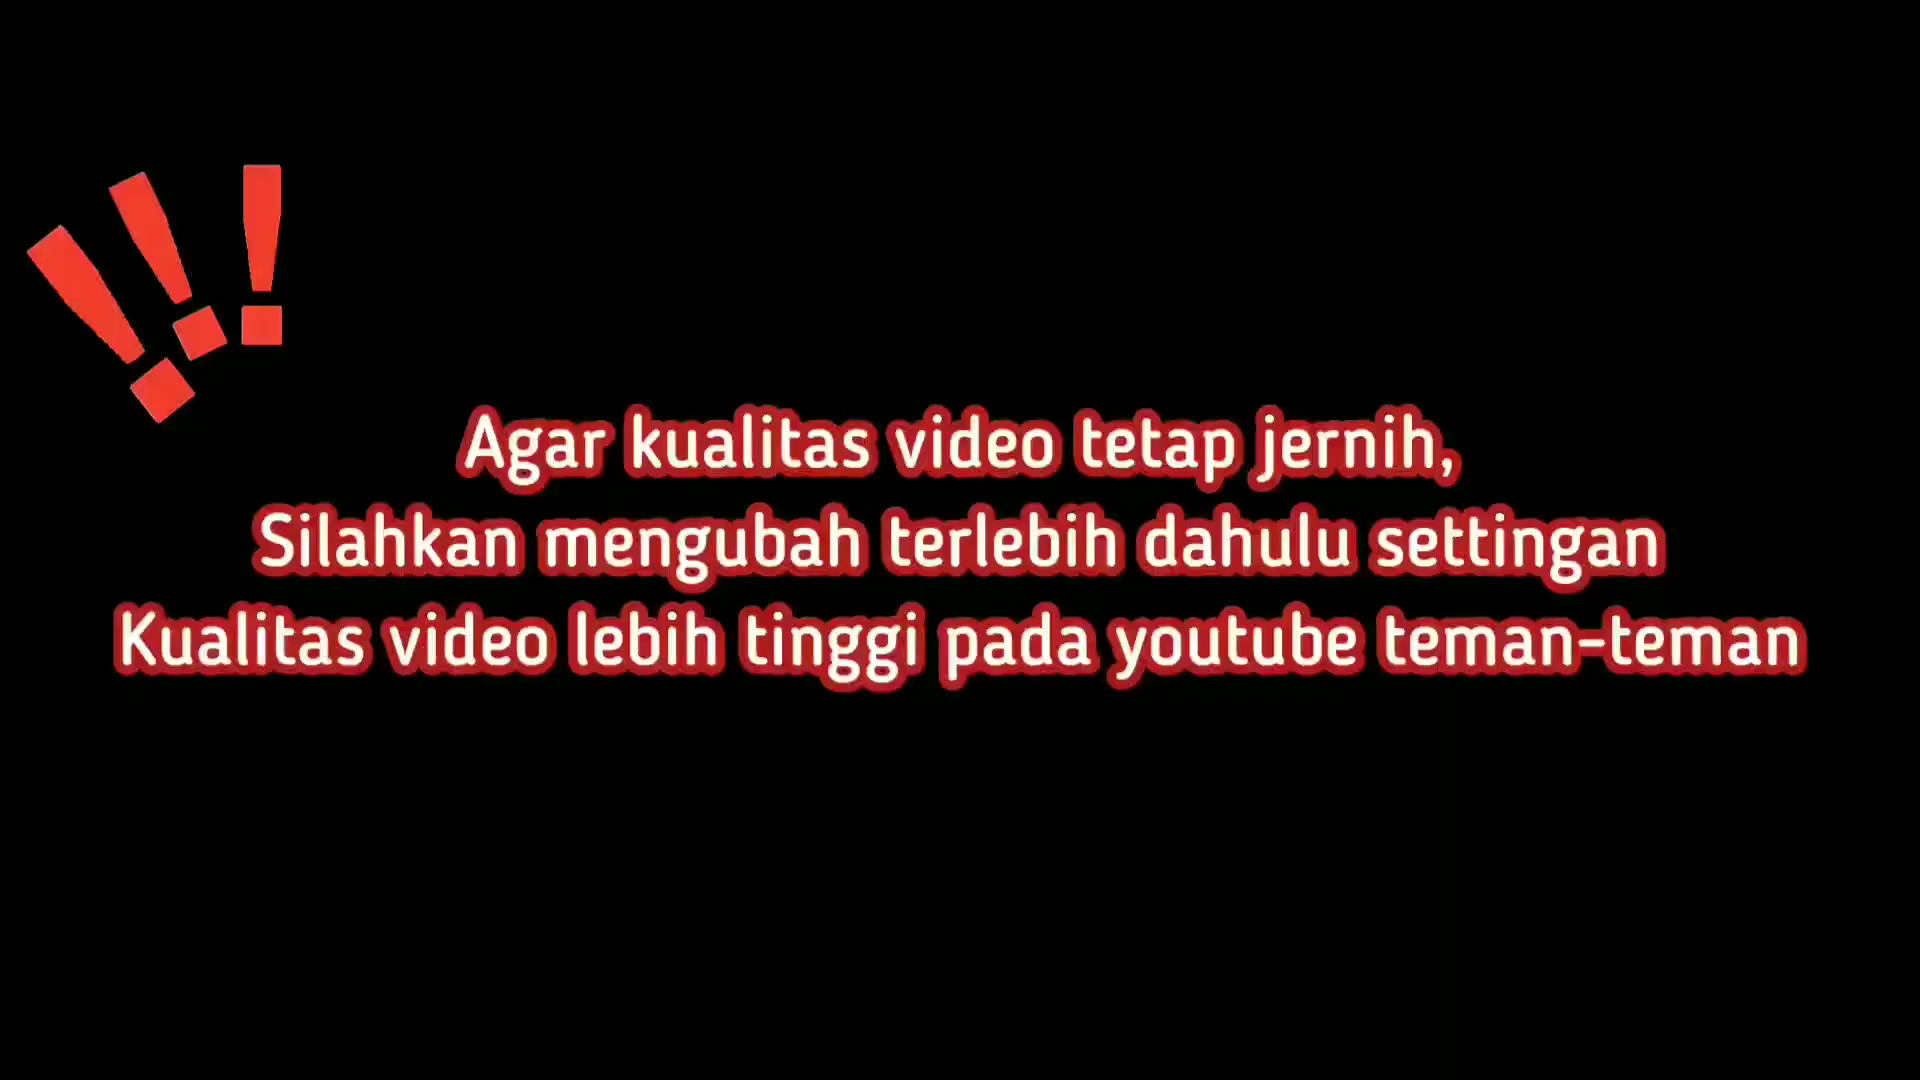 !!!
Agar kualitas video tetap jernih,
Silahkan mengubah terlebih dahulu settingan
Kualitas video lebih tinggi pada youtube teman-teman